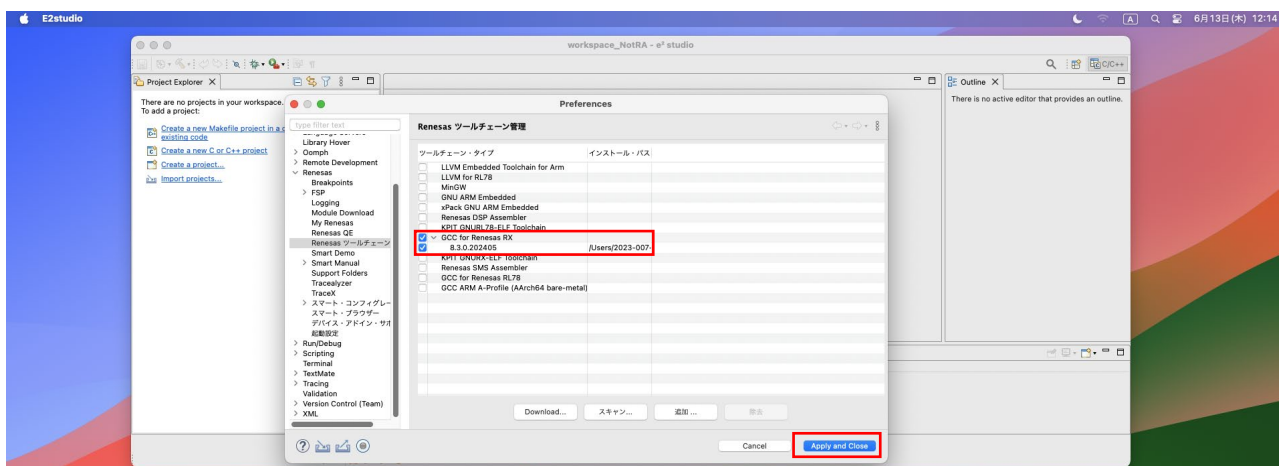 E2studio
A
6月13日(木) 12:14
workspace_NotRA - e² studio
C/C++
Project Explorer
There are no projects in your workspace.
To add a project:
Create a new Makefile project in a
existing code
Create a new C or C++ project
Create a project...
Import projects...
Outline
There is no active editor that provides an outline.
Preferences
type filter text
Library Hover
Oomph
Remote Development
Renesas
Breakpoints
FSP
Logging
Module Download
My Renesas
Renesas QE
Renesas ツールチェーン
Smart Demo
Smart Manual
Support Folders
Tracealyzer
TraceX
スマート・コンフィグレー
スマート・ブラウザー
デバイス・アドイン・サポ
起動設定
Run/Debug
Scripting
Terminal
TextMate
Tracing
Validation
Version Control (Team)
XML
Renesas ツールチェーン管理
ツールチェーン・タイプ インストール・パス
LLVM Embedded Toolchain for Arm
LLVM for RL78
MinGW
GNU ARM Embedded
xPack GNU ARM Embedded
Renesas DSP Assembler
KPIT GNURL78-ELF Toolchain
GCC for Renesas RX
8.3.0.202405 /Users/2023-007-
KPIT GNURX-ELF Toolchain
Renesas SMS Assembler
GCC for Renesas RL78
GCC ARM A-Profile (AArch64 bare-metal)
Download... スキャン... 追加 ... 除去
Cancel Apply and Close